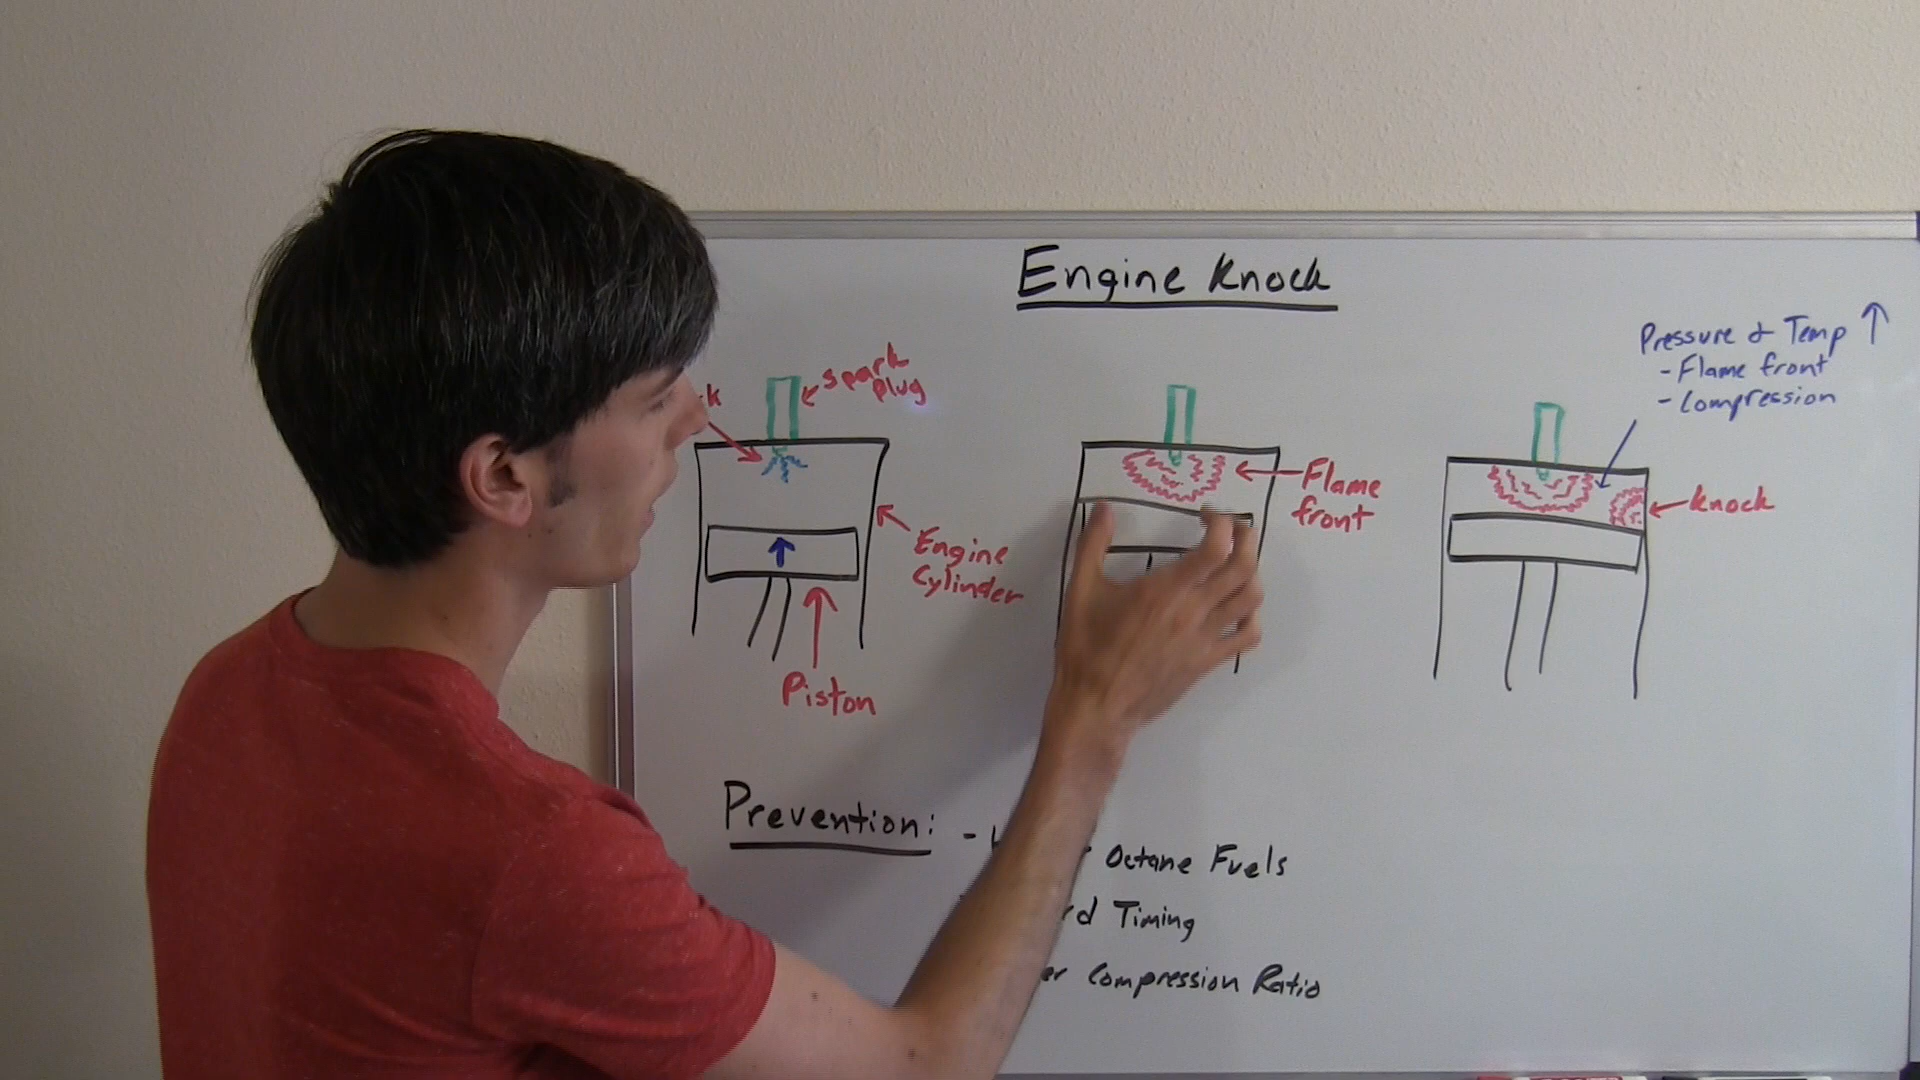 Engine Knock
Spark
plug
Engine
Cylinder
Piston
Flame
front
Pressure & Temp ↑
- Flame front
- Compression
Knock
Prevention: -
Octane Fuels
Timing
Compression Ratio